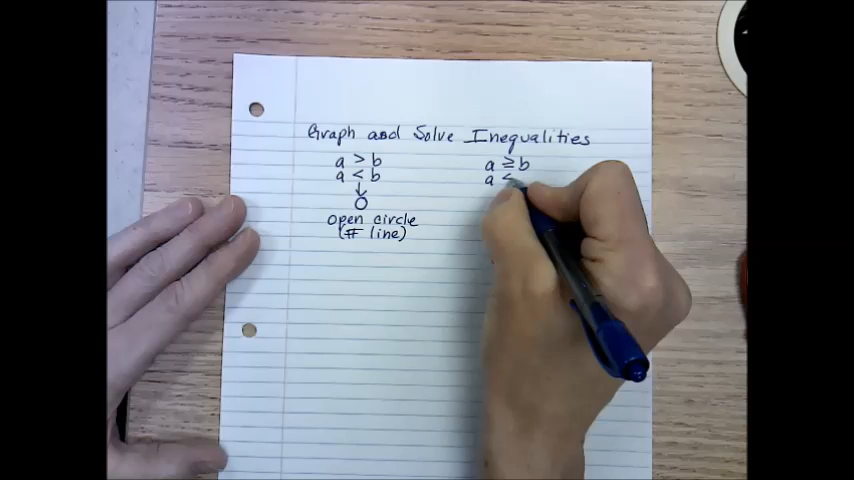 Graph and Solve Inequalities
a > b
a < b
↓
O
open circle
(# line)
a ≥ b
a <